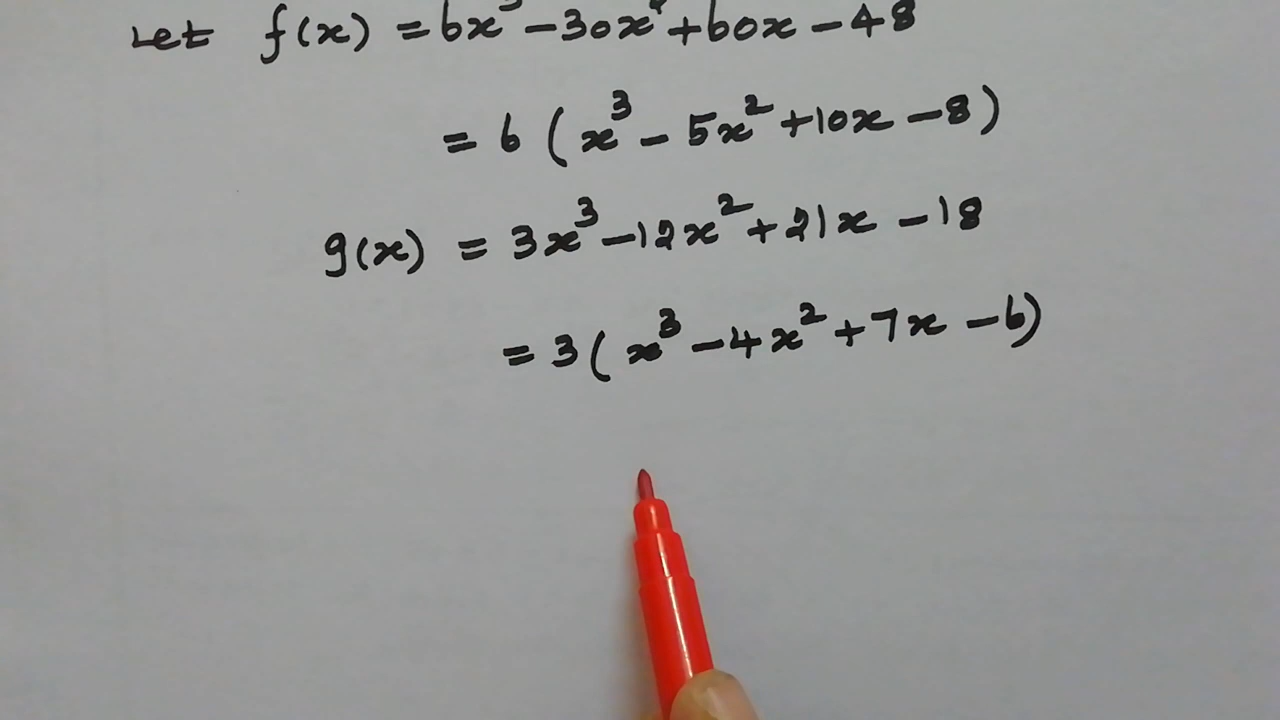 Let f(x) = 6x³ -30x² +60x -48
= 6 ( x³ - 5x² +10x -8)
g(x) = 3x³ -12x² +21x -18
= 3( x³ -4x² +7x -6)